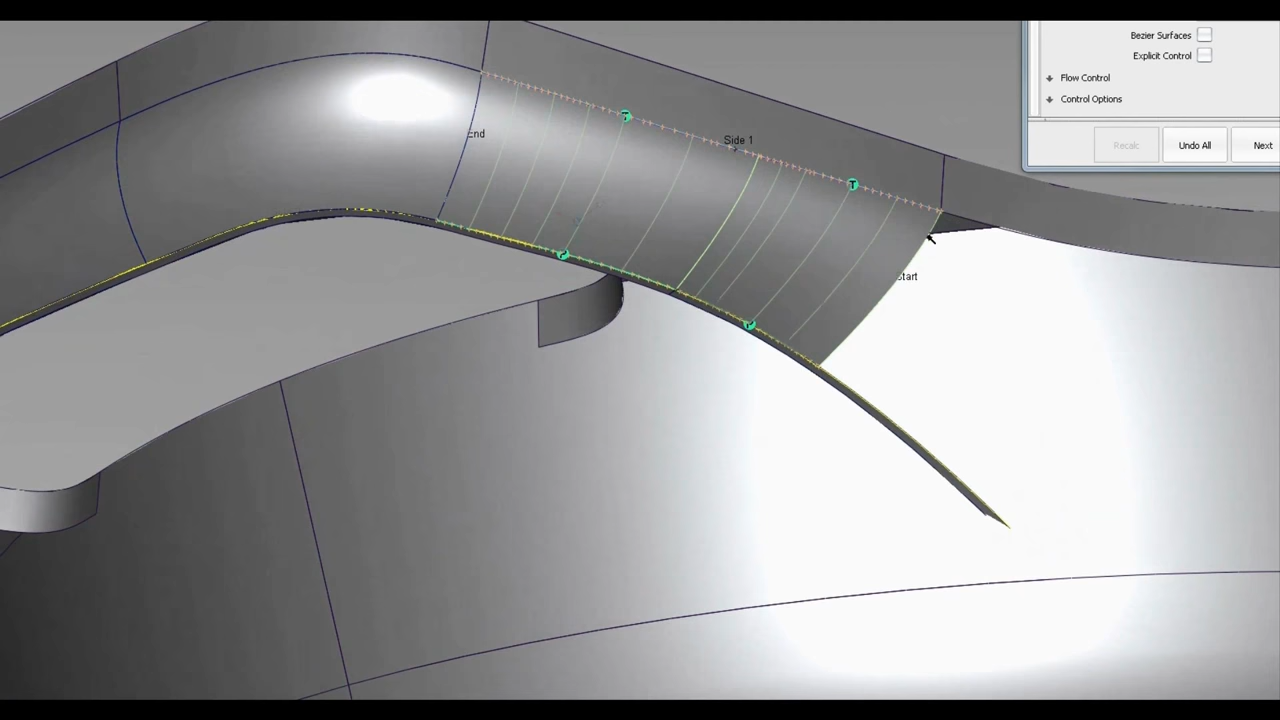 Bezier Surfaces
Explicit Control
Flow Control
Control Options
Recalc
Undo All
Next
End
Side 1
Start
T
T